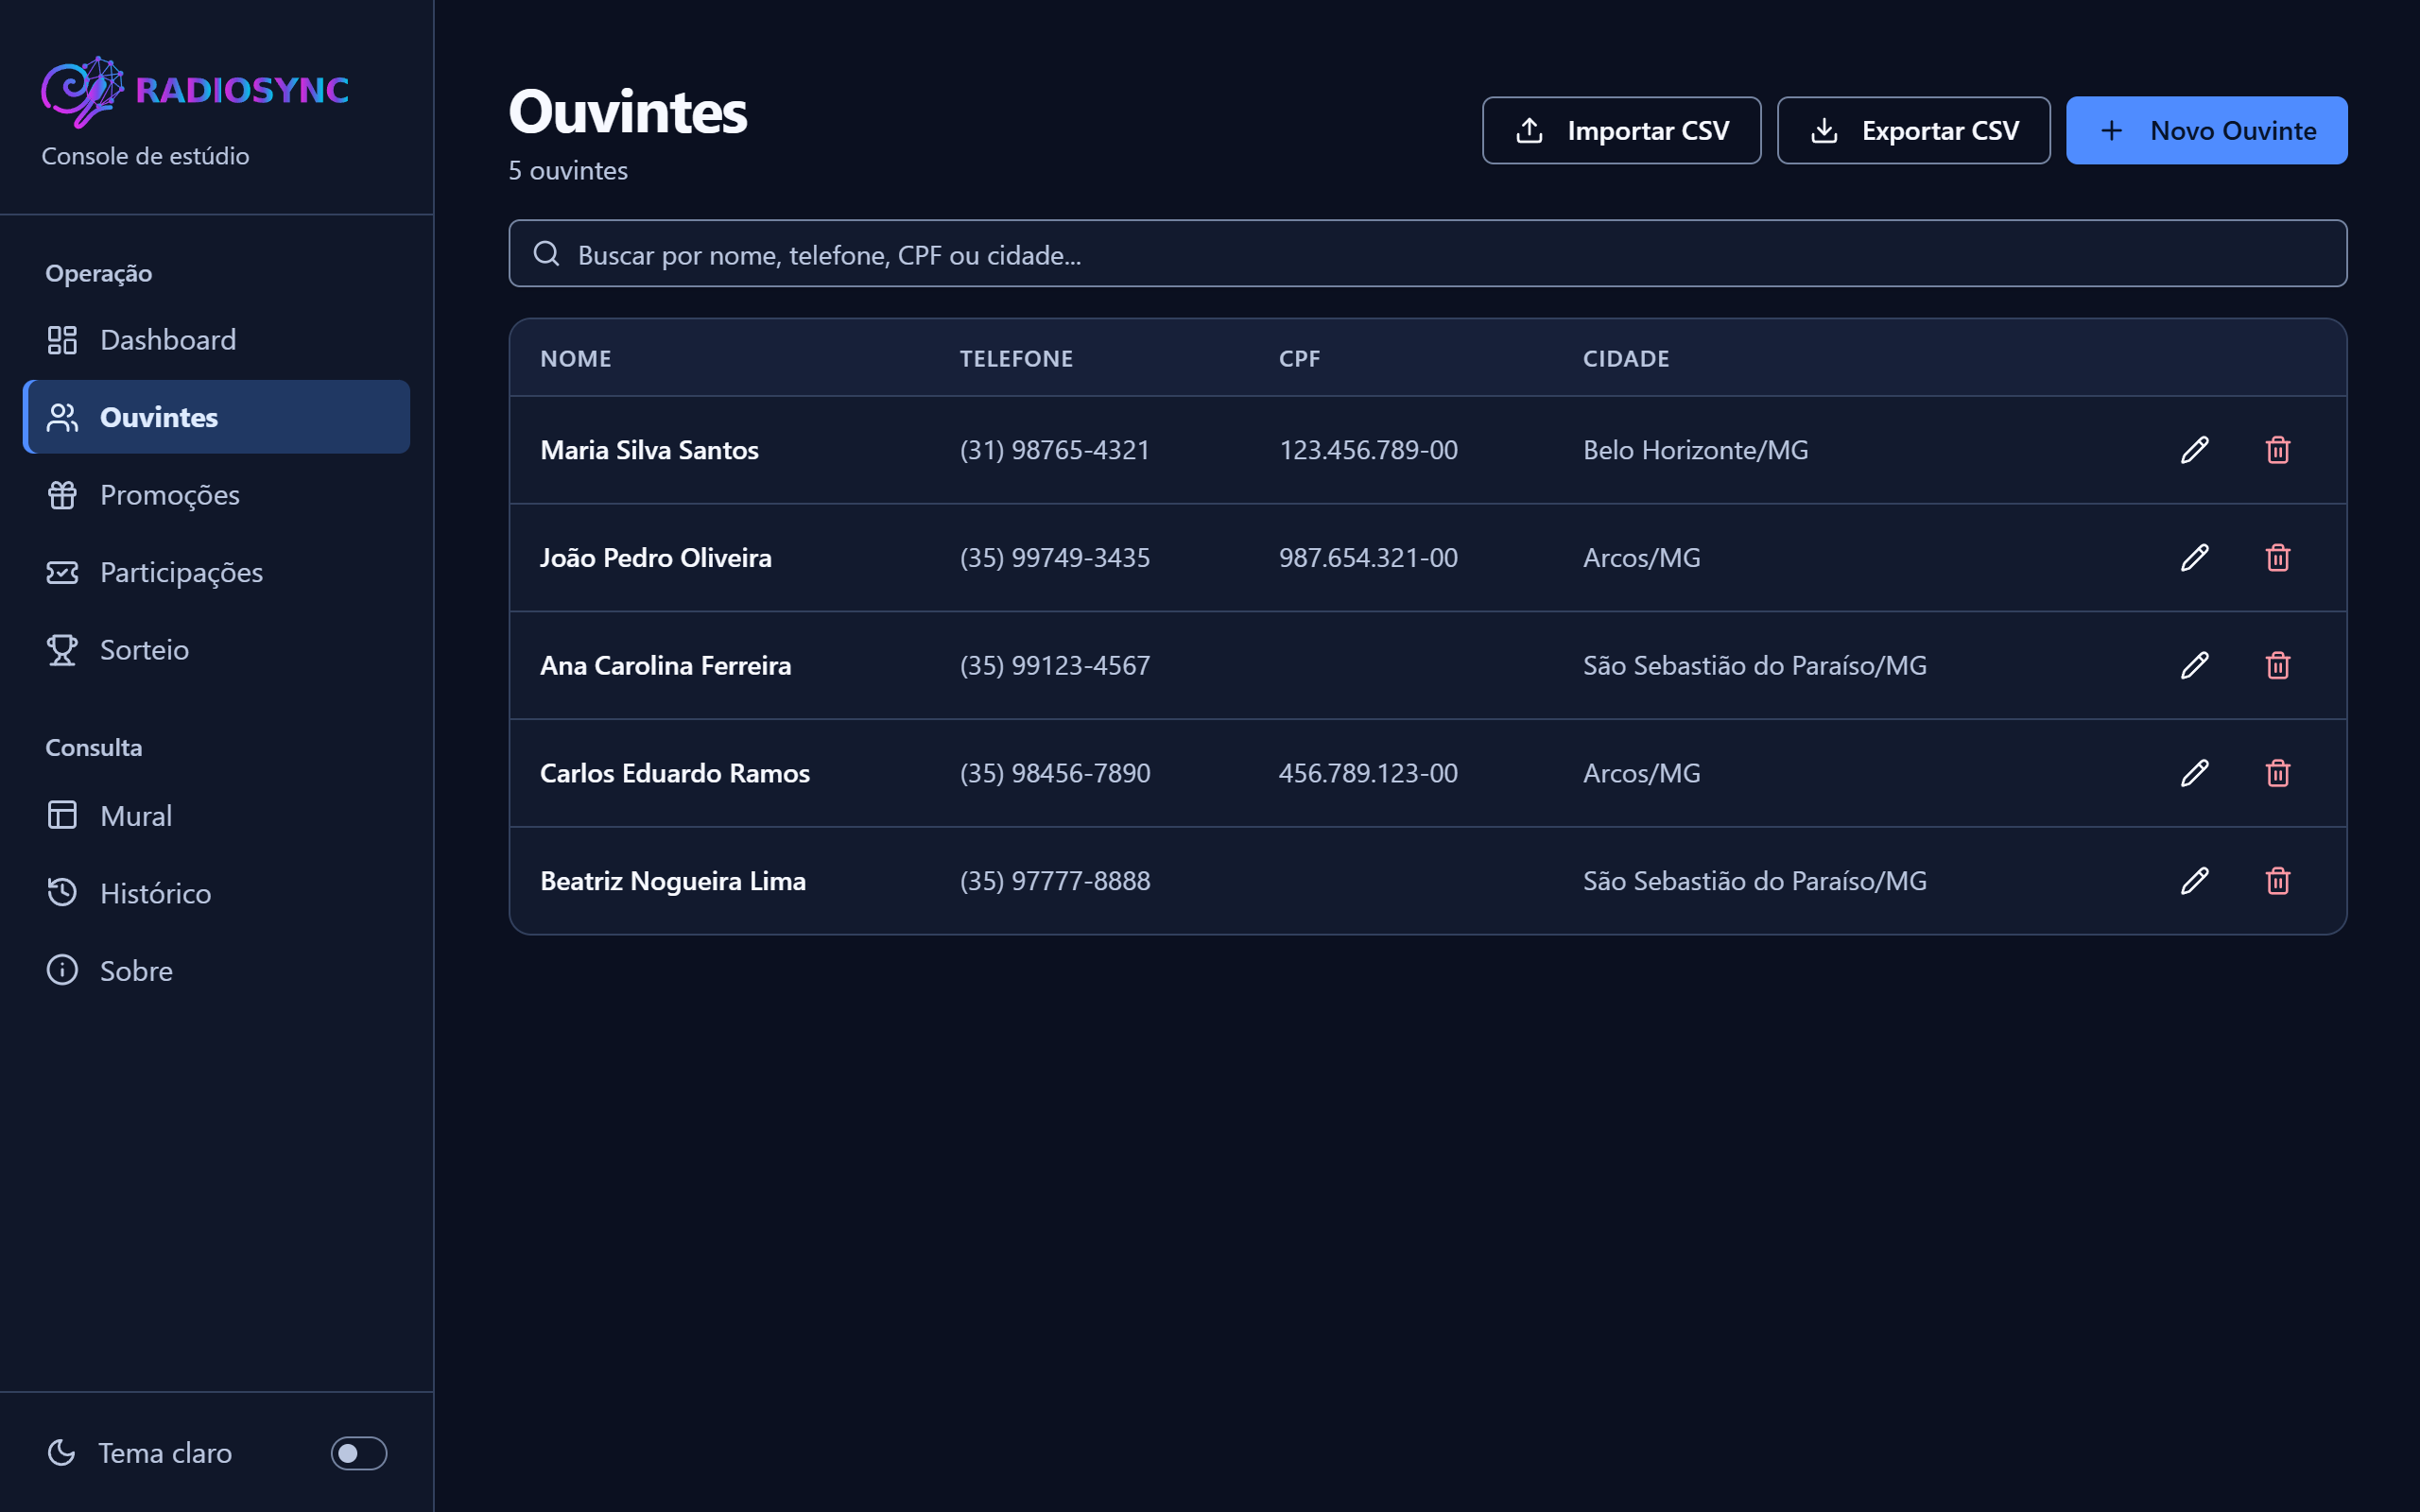 RADIOSYNC
Console de estúdio
Operação
Dashboard
Ouvintes
Promoções
Participações
Sorteio
Consulta
Mural
Histórico
Sobre
Tema claro
Ouvintes
5 ouvintes
Importar CSV
Exportar CSV
Novo Ouvinte
Buscar por nome, telefone, CPF ou cidade...
NOME TELEFONE CPF CIDADE
Maria Silva Santos (31) 98765-4321 123.456.789-00 Belo Horizonte/MG
João Pedro Oliveira (35) 99749-3435 987.654.321-00 Arcos/MG
Ana Carolina Ferreira (35) 99123-4567 São Sebastião do Paraíso/MG
Carlos Eduardo Ramos (35) 98456-7890 456.789.123-00 Arcos/MG
Beatriz Nogueira Lima (35) 97777-8888 São Sebastião do Paraíso/MG